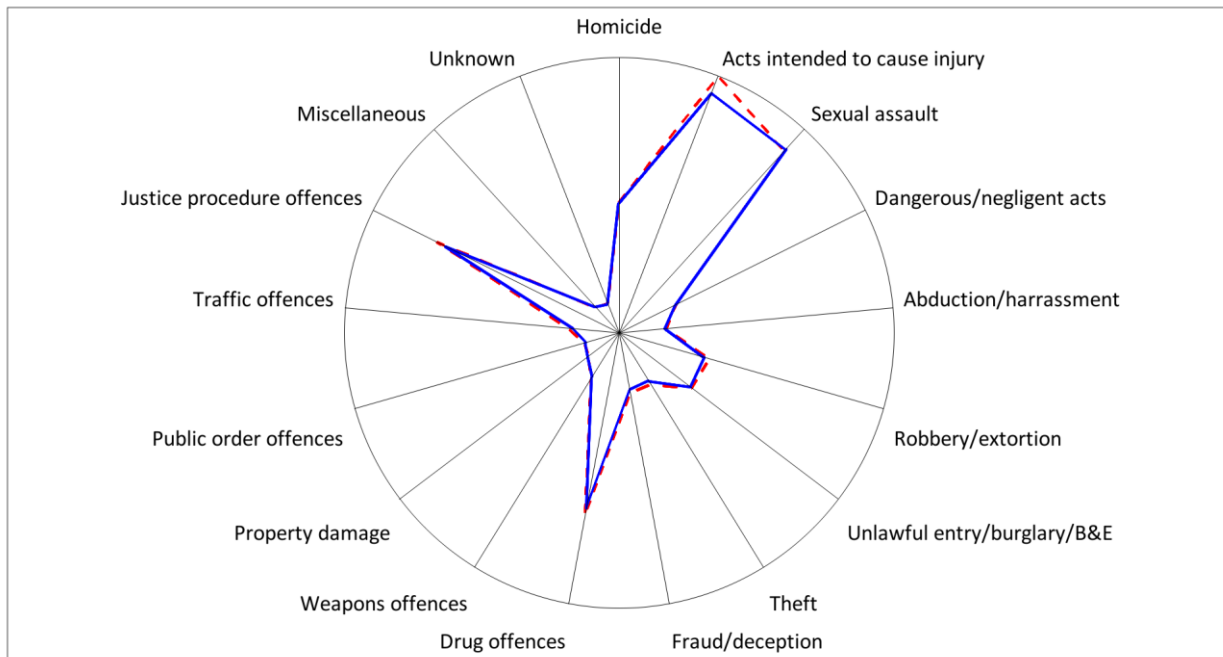 Homicide
Acts intended to cause injury
Sexual assault
Dangerous/negligent acts
Abduction/harrassment
Robbery/extortion
Unlawful entry/burglary/B&E
Theft
Fraud/deception
Drug offences
Weapons offences
Property damage
Public order offences
Traffic offences
Justice procedure offences
Miscellaneous
Unknown